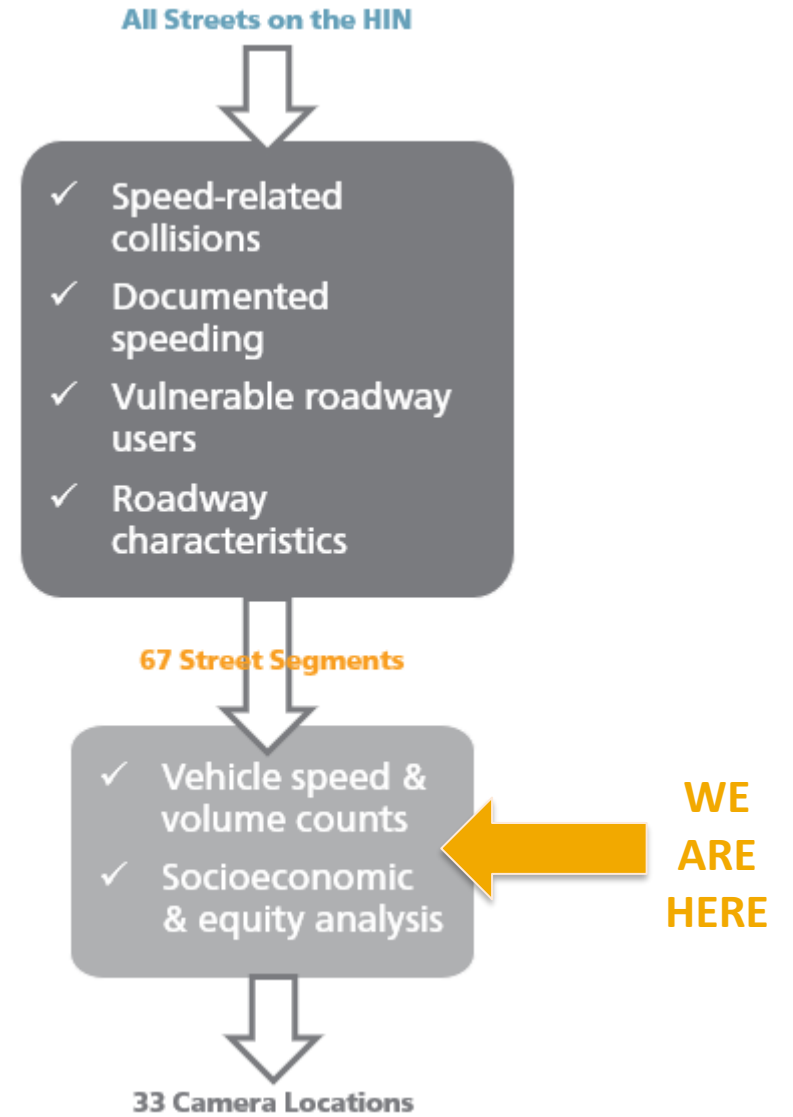 All Streets on the HIN
✓ Speed-related
collisions
✓ Documented
speeding
✓ Vulnerable roadway
users
✓ Roadway
characteristics
67 Street Segments
✓ Vehicle speed &
volume counts
✓ Socioeconomic
& equity analysis
WE
ARE
HERE
33 Camera Locations